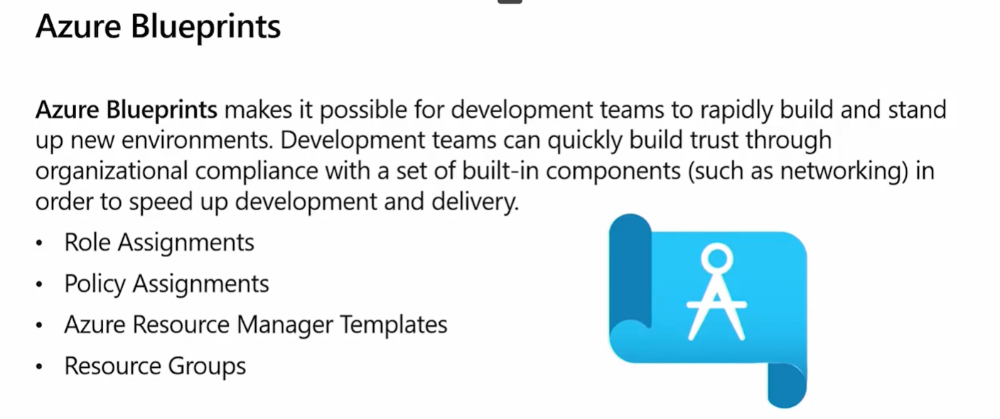 Azure Blueprints
Azure Blueprints makes it possible for development teams to rapidly build and stand
up new environments. Development teams can quickly build trust through
organizational compliance with a set of built-in components (such as networking) in
order to speed up development and delivery.
• Role Assignments
• Policy Assignments
• Azure Resource Manager Templates
• Resource Groups